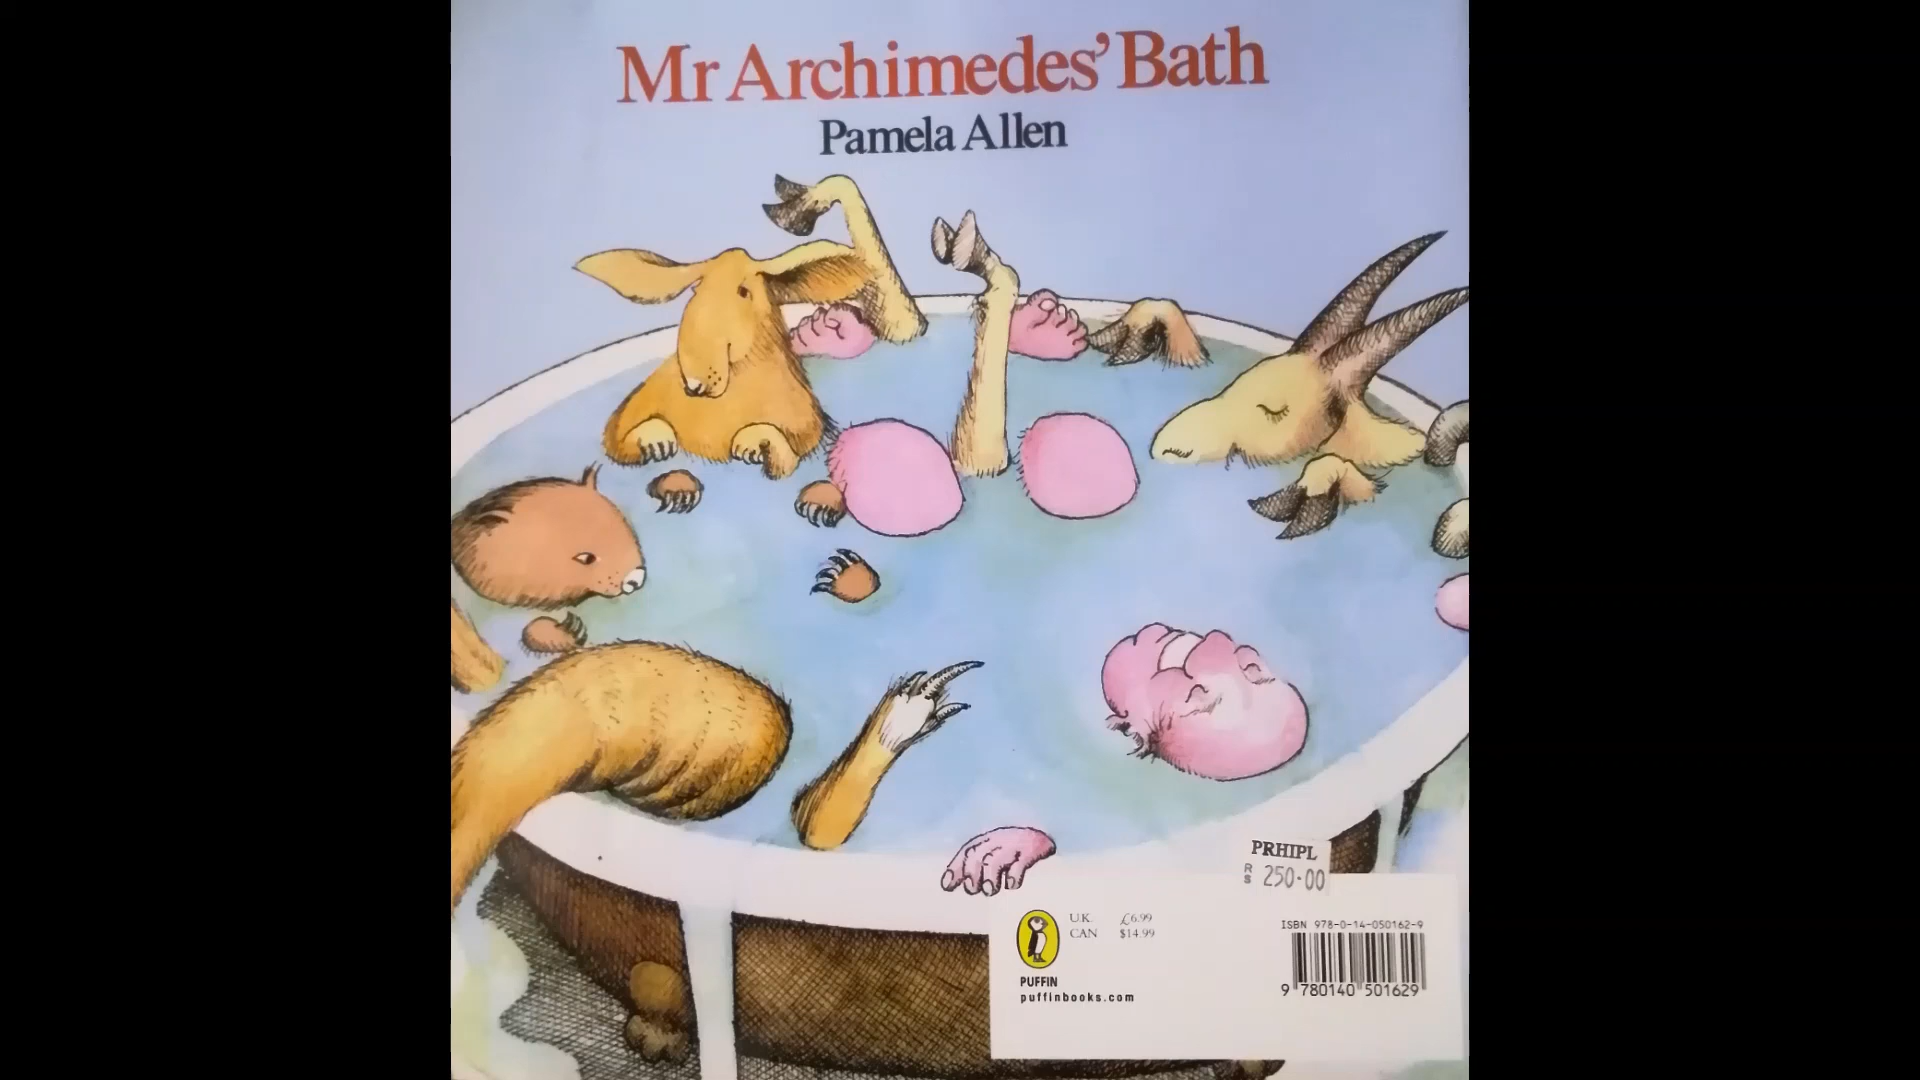 Mr Archimedes' Bath
Pamela Allen
PRHIPL
RS 250.00
U.K. £6.99
CAN $14.99
PUFFIN
puffinbooks.com
ISBN 978-0-14-050162-9
9 780140 501629